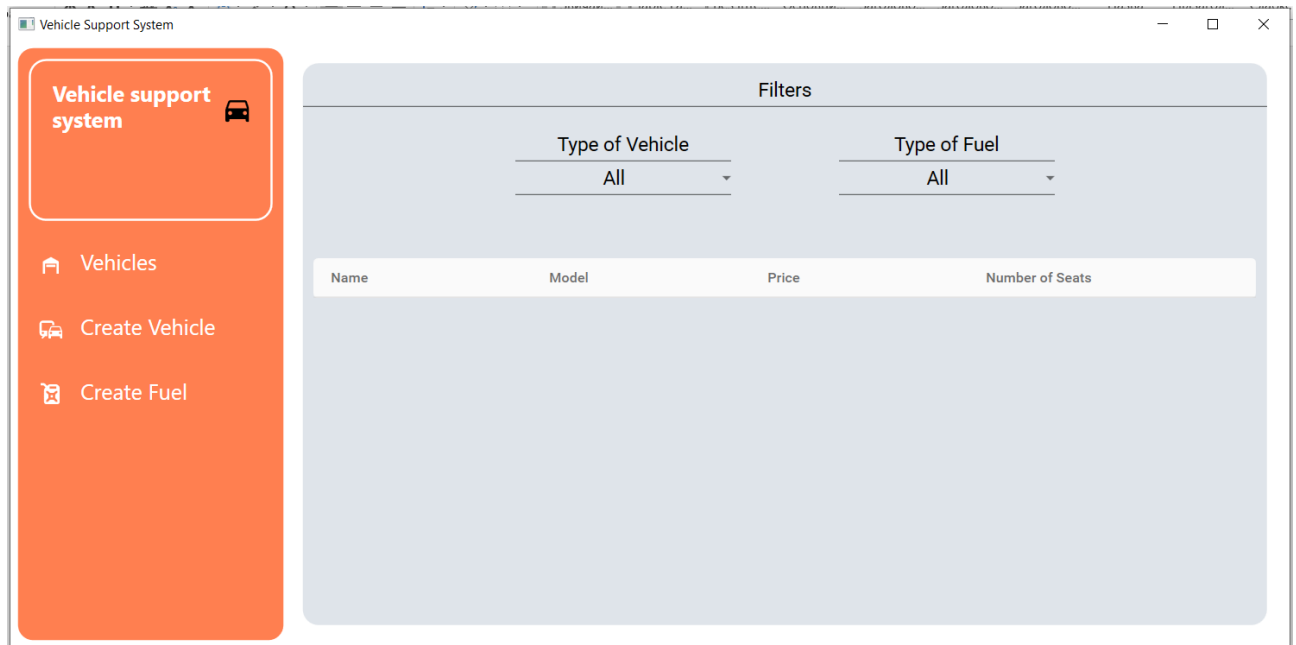 Vehicle Support System
Vehicle support
system
Vehicles
Create Vehicle
Create Fuel
Filters
Type of Vehicle
Type of Fuel
All
All
Name
Model
Price
Number of Seats